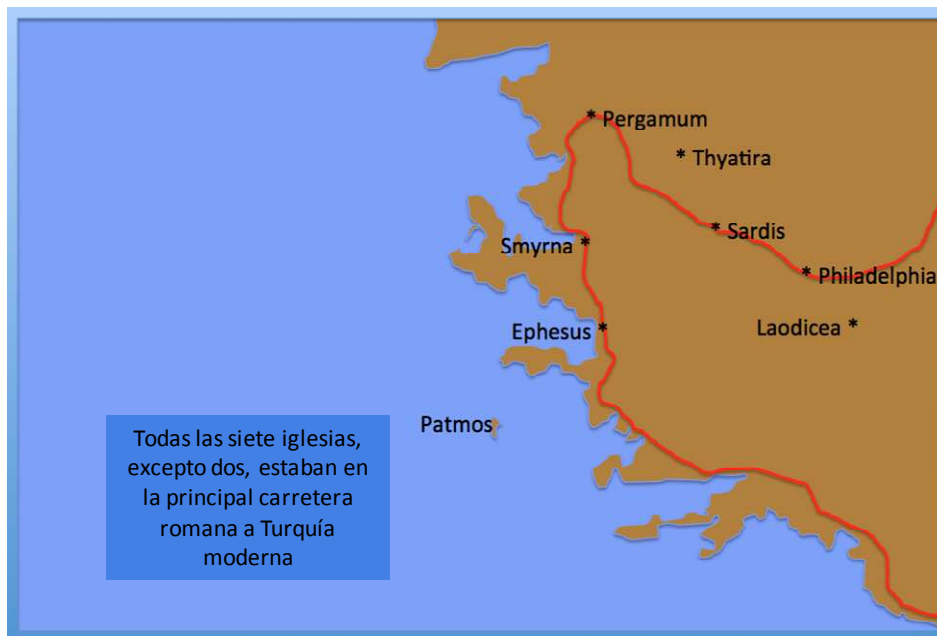 * Pergamum
* Thyatira
* Sardis
Smyrna *
* Philadelphia
Ephesus *
Laodicea *
Patmos
Todas las siete iglesias,
excepto dos, estaban en
la principal carretera
romana a Turquía
moderna